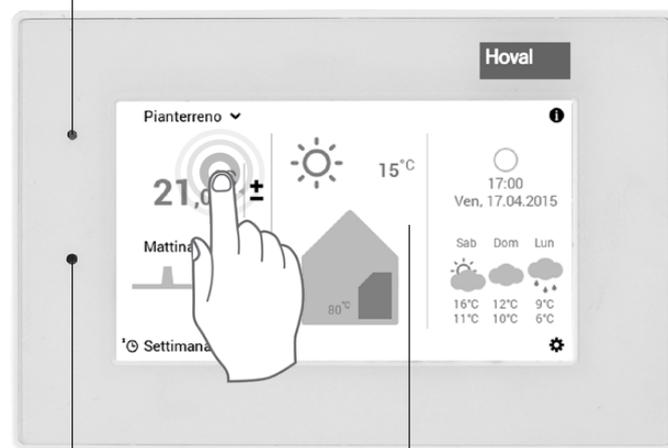 Hoval
Pianterreno
21,0
15°C
17:00
Ven, 17.04.2015
Mattina
Sab Dom Lun
16°C 12°C 9°C
11°C 10°C 6°C
80°C
Settimana